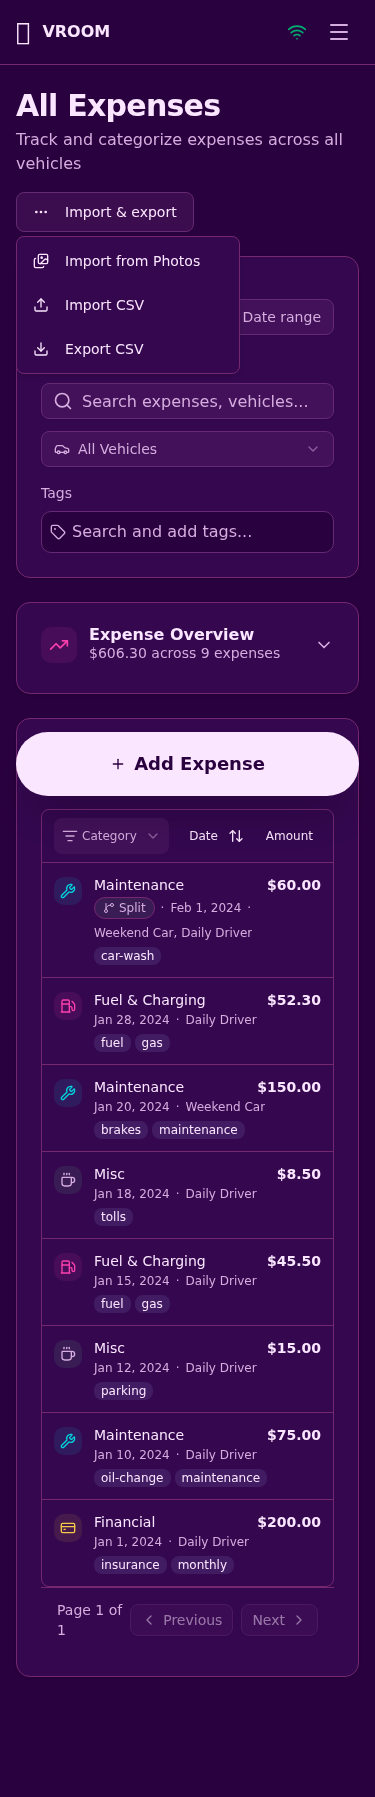 VROOM
All Expenses
Track and categorize expenses across all
vehicles
Import & export
Import from Photos
Import CSV
Export CSV
Date range
Search expenses, vehicles...
All Vehicles
Tags
Search and add tags...
Expense Overview
$606.30 across 9 expenses
Add Expense
Category Date Amount
Maintenance $60.00
Split · Feb 1, 2024 ·
Weekend Car, Daily Driver
car-wash
Fuel & Charging $52.30
Jan 28, 2024 · Daily Driver
fuel gas
Maintenance $150.00
Jan 20, 2024 · Weekend Car
brakes maintenance
Misc $8.50
Jan 18, 2024 · Daily Driver
tolls
Fuel & Charging $45.50
Jan 15, 2024 · Daily Driver
fuel gas
Misc $15.00
Jan 12, 2024 · Daily Driver
parking
Maintenance $75.00
Jan 10, 2024 · Daily Driver
oil-change maintenance
Financial $200.00
Jan 1, 2024 · Daily Driver
insurance monthly
Page 1 of
1
Previous Next